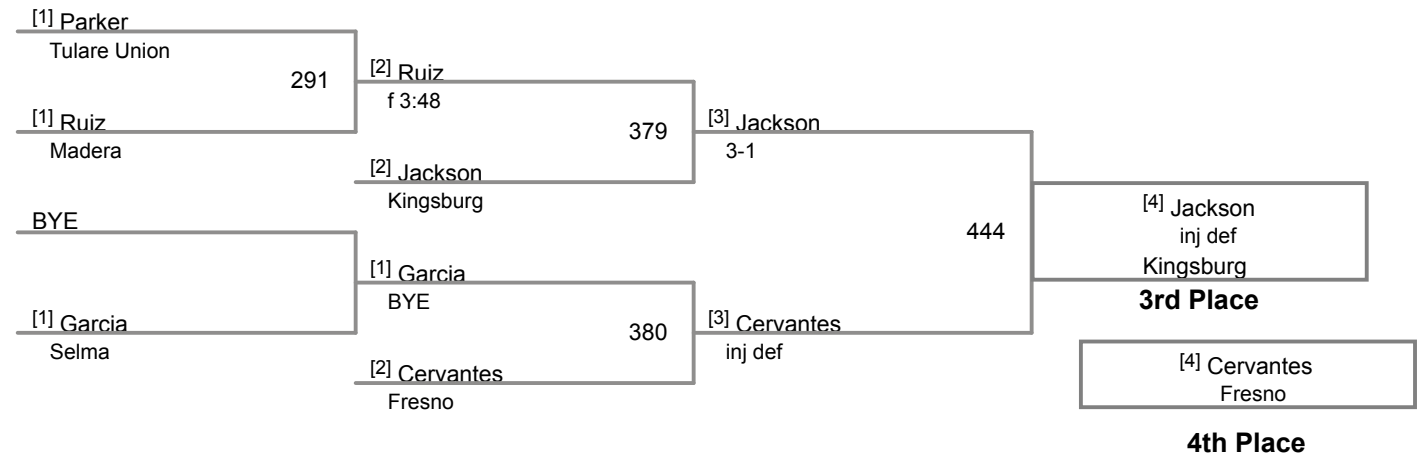 [1] Parker
Tulare Union
291
[1] Ruiz
Madera
BYE
[1] Garcia
Selma
[2] Ruiz
f 3:48
379
[2] Jackson
Kingsburg
[1] Garcia
BYE
380
[2] Cervantes
Fresno
[3] Jackson
3-1
444
[3] Cervantes
inj def
[4] Jackson
inj def
Kingsburg
3rd Place
[4] Cervantes
Fresno
4th Place